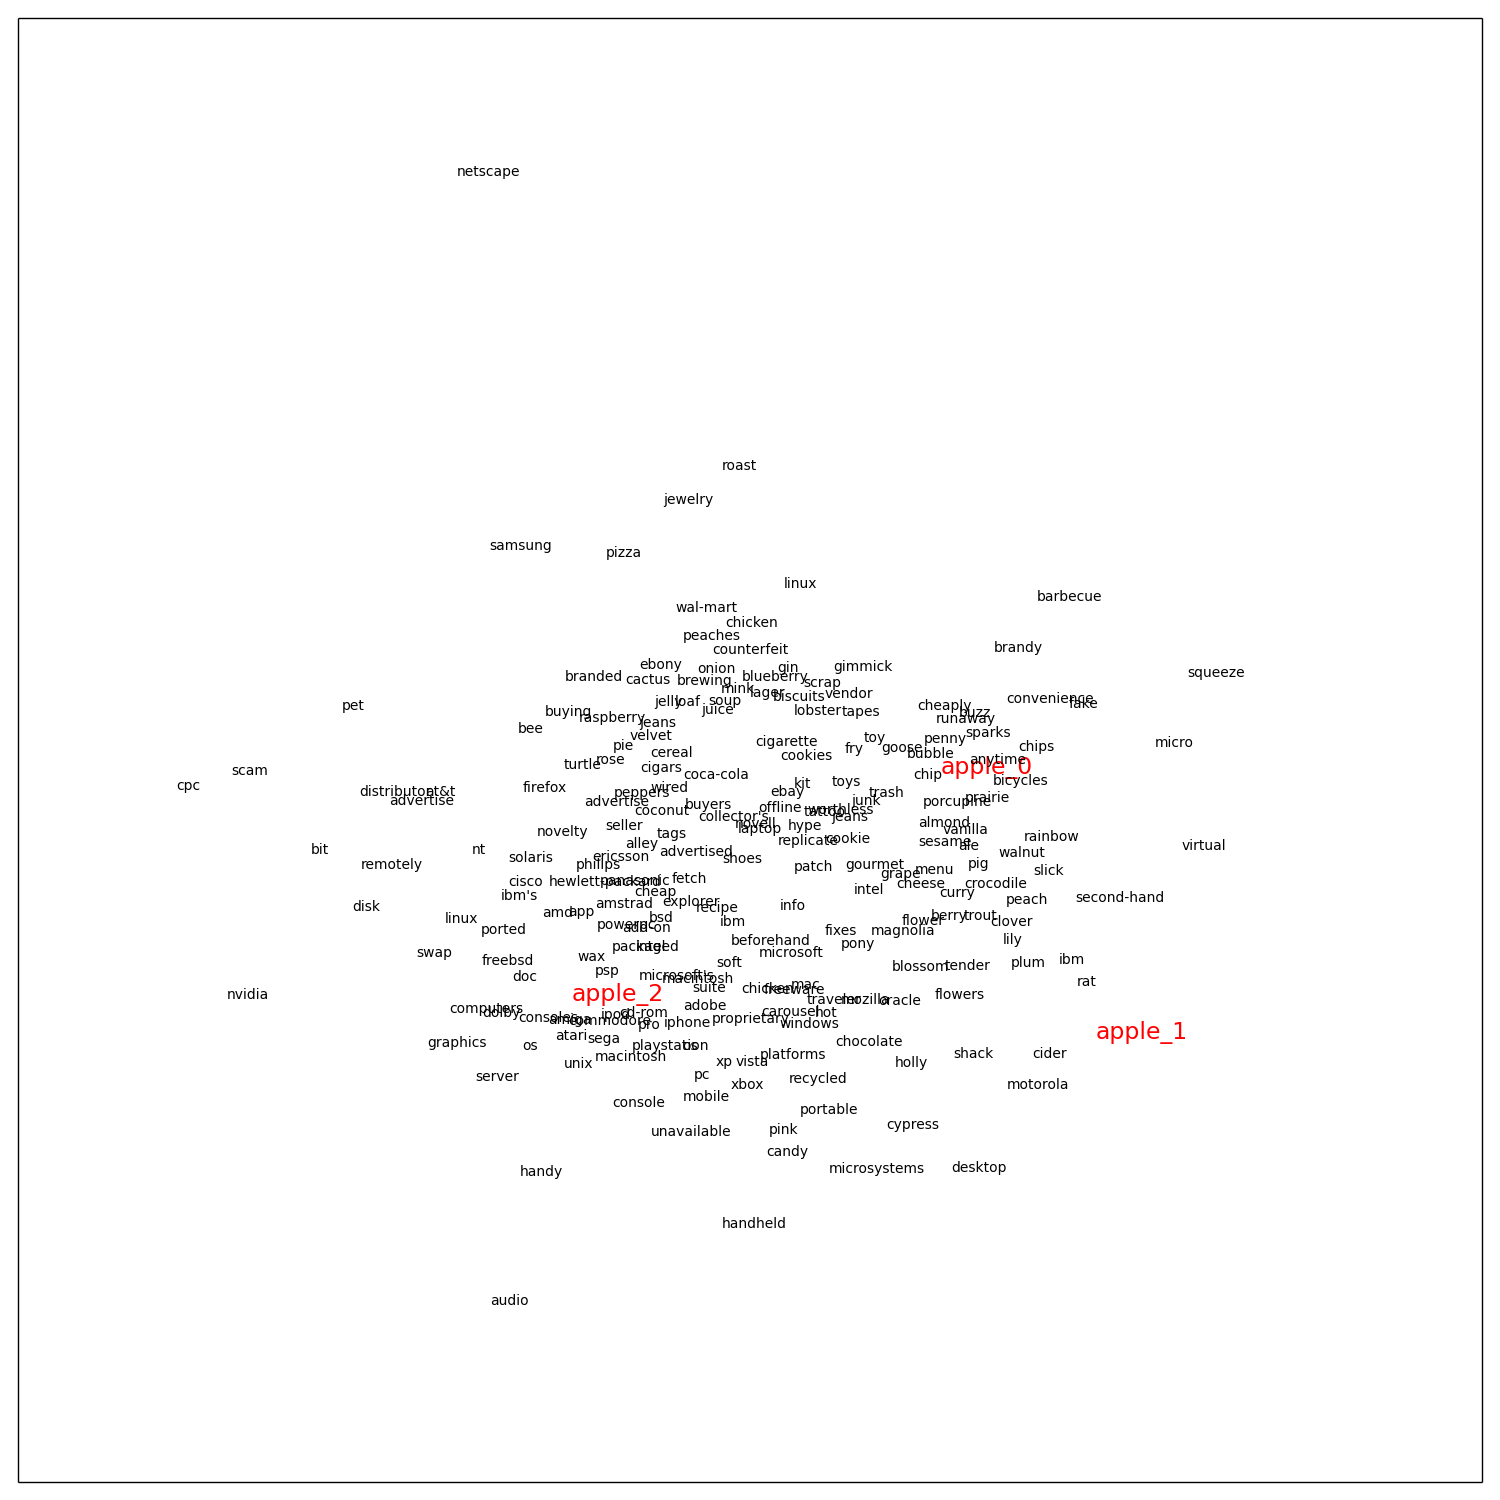 netscape
roast
jewelry
samsung
pizza
linux
barbecue
wal-mart
chicken
peaches
brandy
counterfeit
ebony
onion
gin
gimmick
squeeze
branded
cactus
brewing
blueberry
scrap
mink
lager
biscuits
vendor
convenience
fake
jelly
loaf
soup
pet
juice
lobster
tapes
cheaply
buzz
buying
raspberry
runaway
bee
jeans
velvet
sparks
toy
penny
micro
pie
cigarette
fry
goose
chips
cereal
cookies
bubble
rose
anytime
turtle
cigars
apple_0
scam
coca-cola
chip
bicycles
cpc
firefox
wired
kit
toys
distributor
at&t
peppers
ebay
trash
advertise
advertise
junk
porcupine
prairie
buyers
offline
coconut
collector's
tattoo
worthless
jeans
seller
novell
laptop
hype
almond
vanilla
novelty
tags
rainbow
alley
replicate
cookie
sesame
ale
virtual
bit
nt
advertised
walnut
solaris
ericsson
shoes
remotely
philips
patch
gourmet
pig
menu
grape
slick
cisco
hewlett-packard
panasonic
fetch
cheese
crocodile
cheap
intel
curry
ibm's
second-hand
amstrad
explorer
peach
disk
recipe
info
amd
app
linux
bsd
ibm
flower
berry
trout
clover
ported
powerpc
add-on
fixes
magnolia
packaged
intel
beforehand
pony
lily
swap
wax
microsoft
freebsd
soft
blossom
tender
plum
ibm
doc
psp
microsoft's
macintosh
rat
suite
chicken
freeware
mac
nvidia
apple_2
traveler
mozilla
oracle
flowers
computers
dolby
adobe
cd-rom
carousel
hot
consoles
amiga
commodore
ipod
pro
iphone
proprietary
windows
apple_1
atari
sega
graphics
os
playstation
ion
chocolate
unix
macintosh
xp
vista
platforms
holly
shack
cider
server
pc
recycled
xbox
motorola
console
mobile
portable
unavailable
pink
cypress
candy
handy
microsystems
desktop
handheld
audio